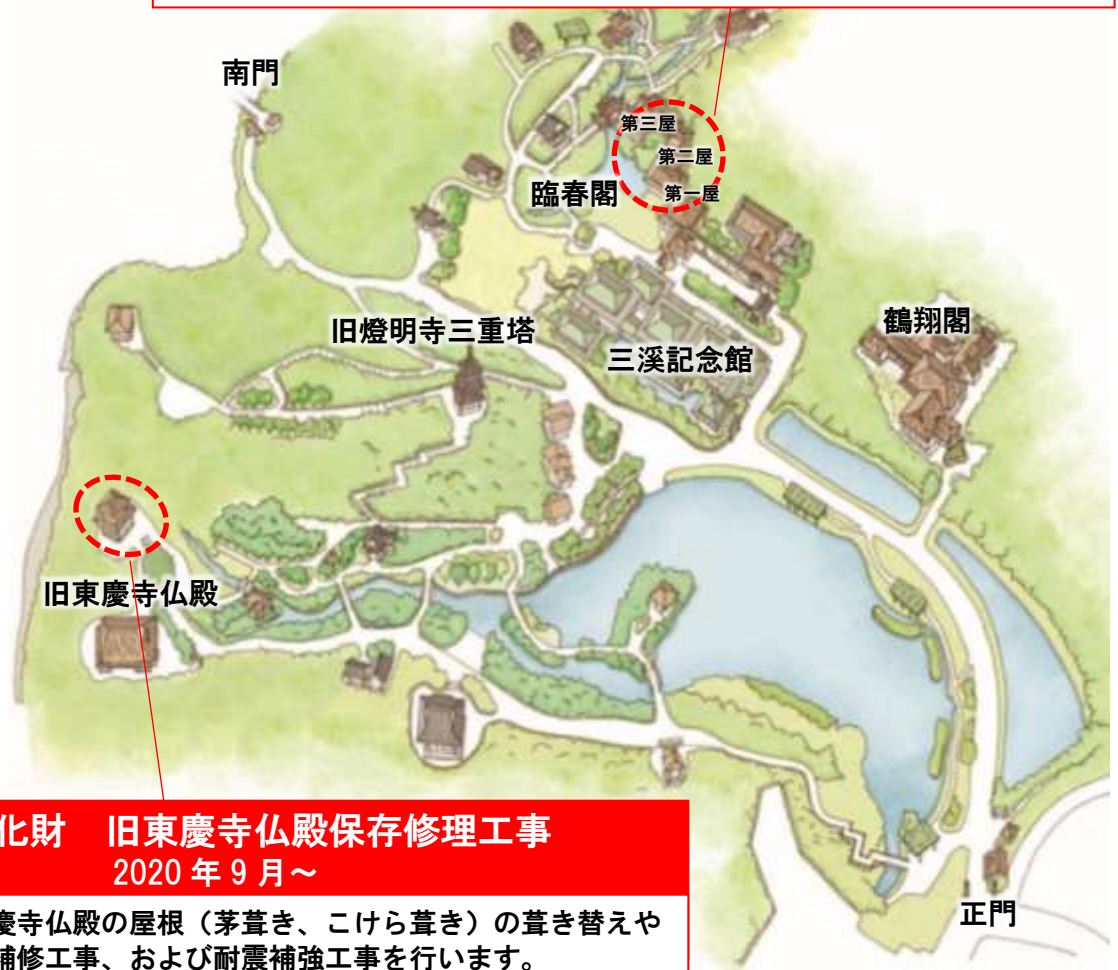 南門
第三屋
第二屋
臨春閣
第一屋
鶴翔閣
旧燈明寺三重塔
三溪記念館
旧東慶寺仏殿
化財 旧東慶寺仏殿保存修理工事
2020年9月～
慶寺仏殿の屋根（茅葺き、こけら葺き）の葺き替えや
補修工事、および耐震補強工事を行います。
正門